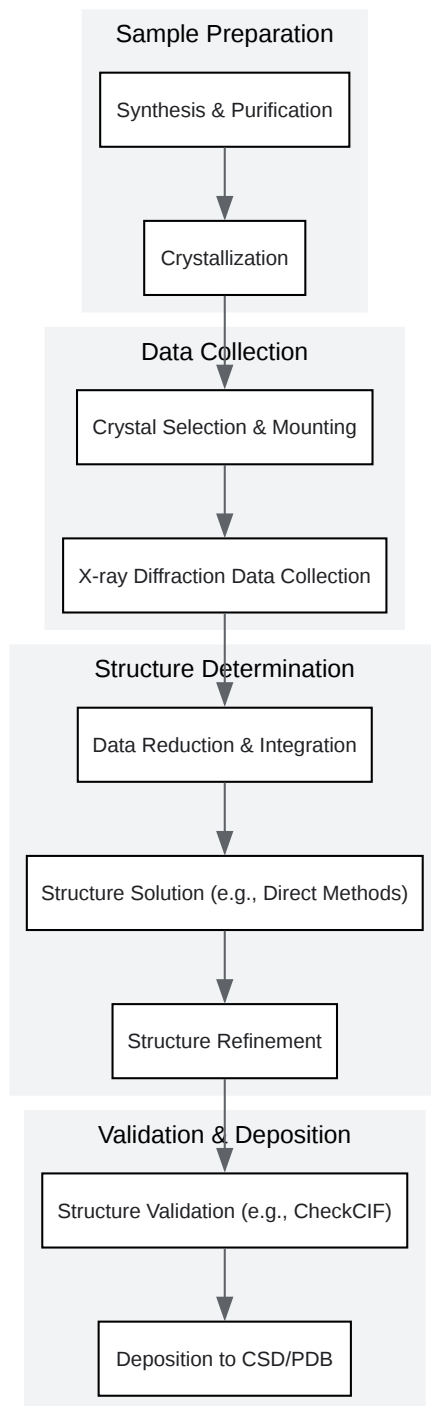 Sample Preparation
Synthesis & Purification
Crystallization
Data Collection
Crystal Selection & Mounting
X-ray Diffraction Data Collection
Structure Determination
Data Reduction & Integration
Structure Solution (e.g., Direct Methods)
Structure Refinement
Validation & Deposition
Structure Validation (e.g., CheckCIF)
Deposition to CSD/PDB